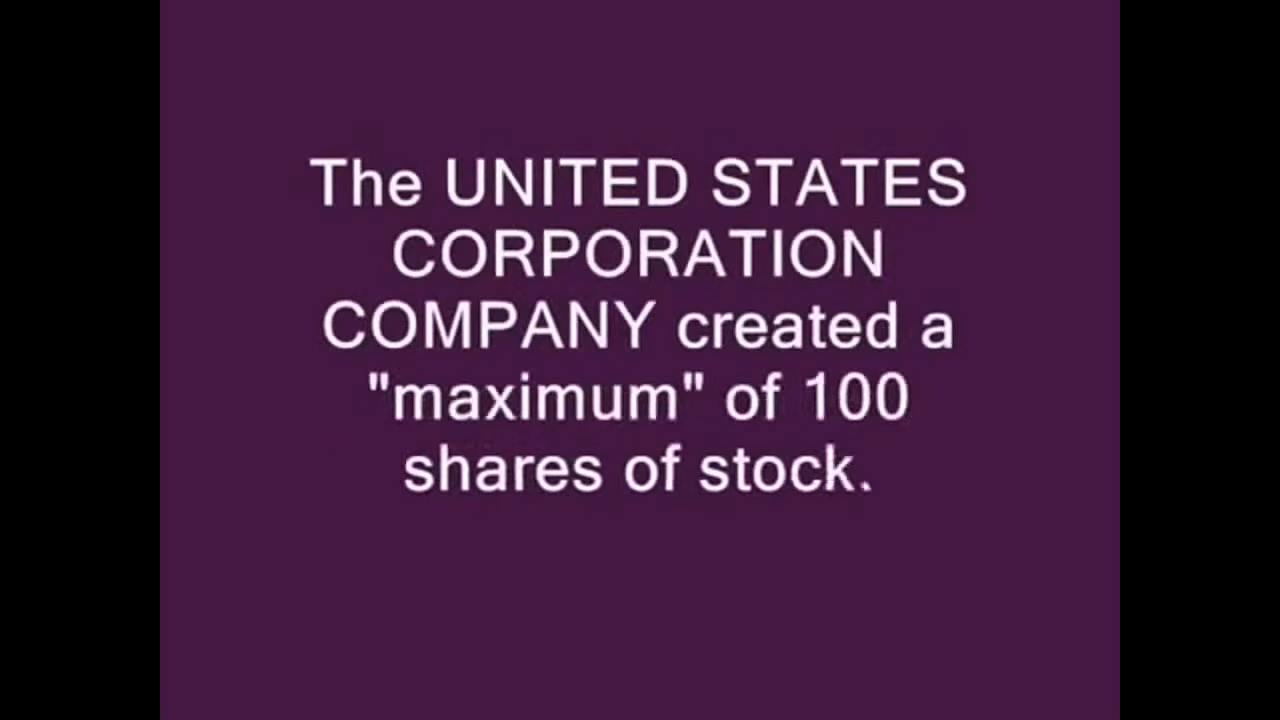 The UNITED STATES
CORPORATION
COMPANY created a
"maximum" of 100
shares of stock.